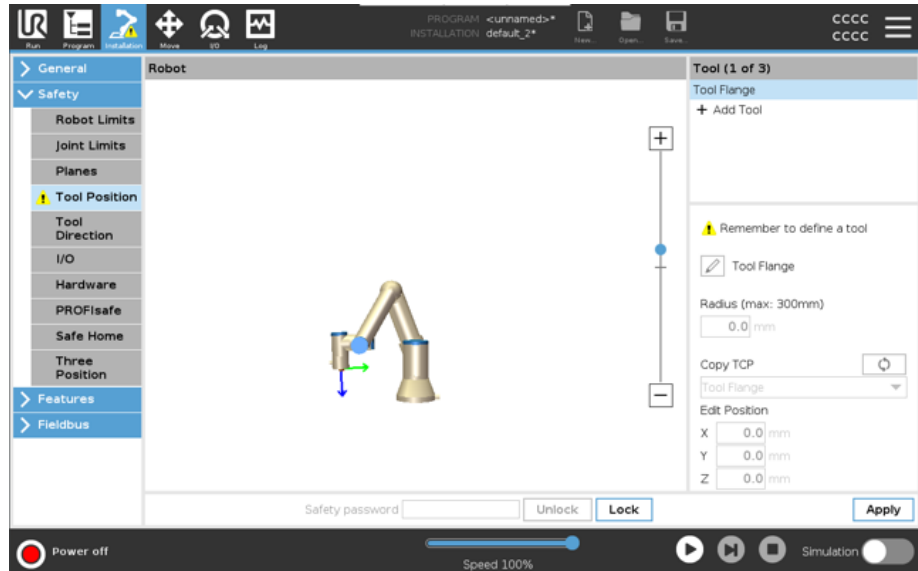 UR
Run
Program
Installation
Move
I/O
Log
PROGRAM <unnamed>*
INSTALLATION default_2*
New...
Open...
Save...
cccc
cccc
General
Safety
Robot Limits
Joint Limits
Planes
Tool Position
Tool
Direction
I/O
Hardware
PROFIsafe
Safe Home
Three
Position
Features
Fieldbus
Robot
+
−
Tool (1 of 3)
Tool Flange
+ Add Tool
Remember to define a tool
Tool Flange
Radius (max: 300mm)
0.0 mm
Copy TCP
Tool Flange
Edit Position
X 0.0 mm
Y 0.0 mm
Z 0.0 mm
Safety password Unlock Lock
Apply
Power off
Speed 100%
Simulation